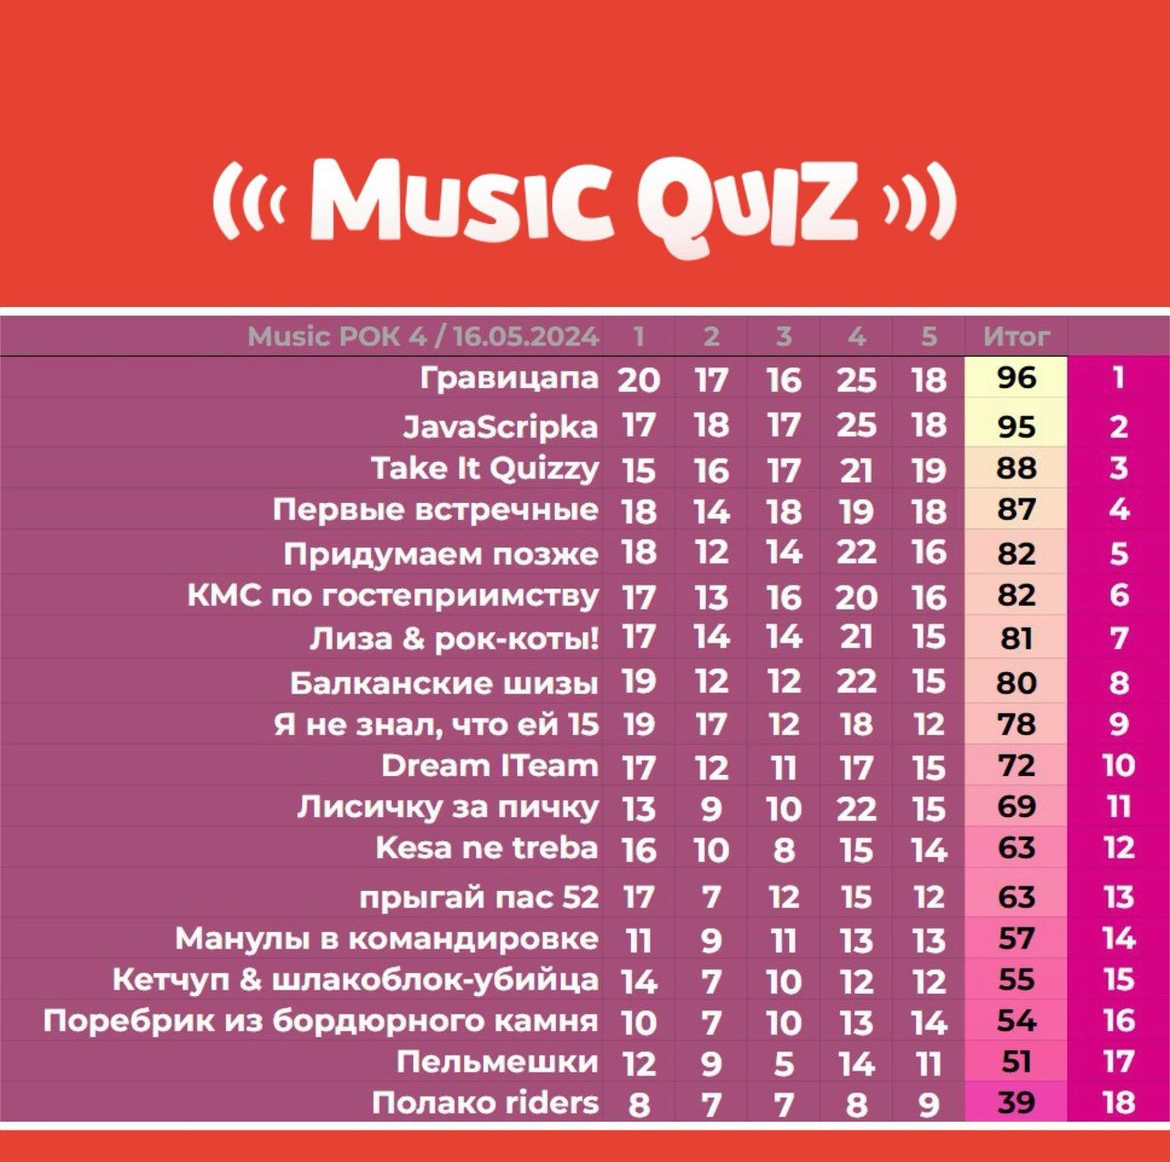 Music Quiz
Music РОК 4 / 16.05.2024 1 2 3 4 5 Итог
Гравицапа 20 17 16 25 18 96 1
JavaScripka 17 18 17 25 18 95 2
Take It Quizzy 15 16 17 21 19 88 3
Первые встречные 18 14 18 19 18 87 4
Придумаем позже 18 12 14 22 16 82 5
КМС по гостеприимству 17 13 16 20 16 82 6
Лиза & рок-коты! 17 14 14 21 15 81 7
Балканские шизы 19 12 12 22 15 80 8
Я не знал, что ей 15 19 17 12 18 12 78 9
Dream ITeam 17 12 11 17 15 72 10
Лисичку за пичку 13 9 10 22 15 69 11
Kesa ne treba 16 10 8 15 14 63 12
прыгай пас 52 17 7 12 15 12 63 13
Манулы в командировке 11 9 11 13 13 57 14
Кетчуп & шлакоблок-убийца 14 7 10 12 12 55 15
Поребрик из бордюрного камня 10 7 10 13 14 54 16
Пельмешки 12 9 5 14 11 51 17
Полако riders 8 7 7 8 9 39 18